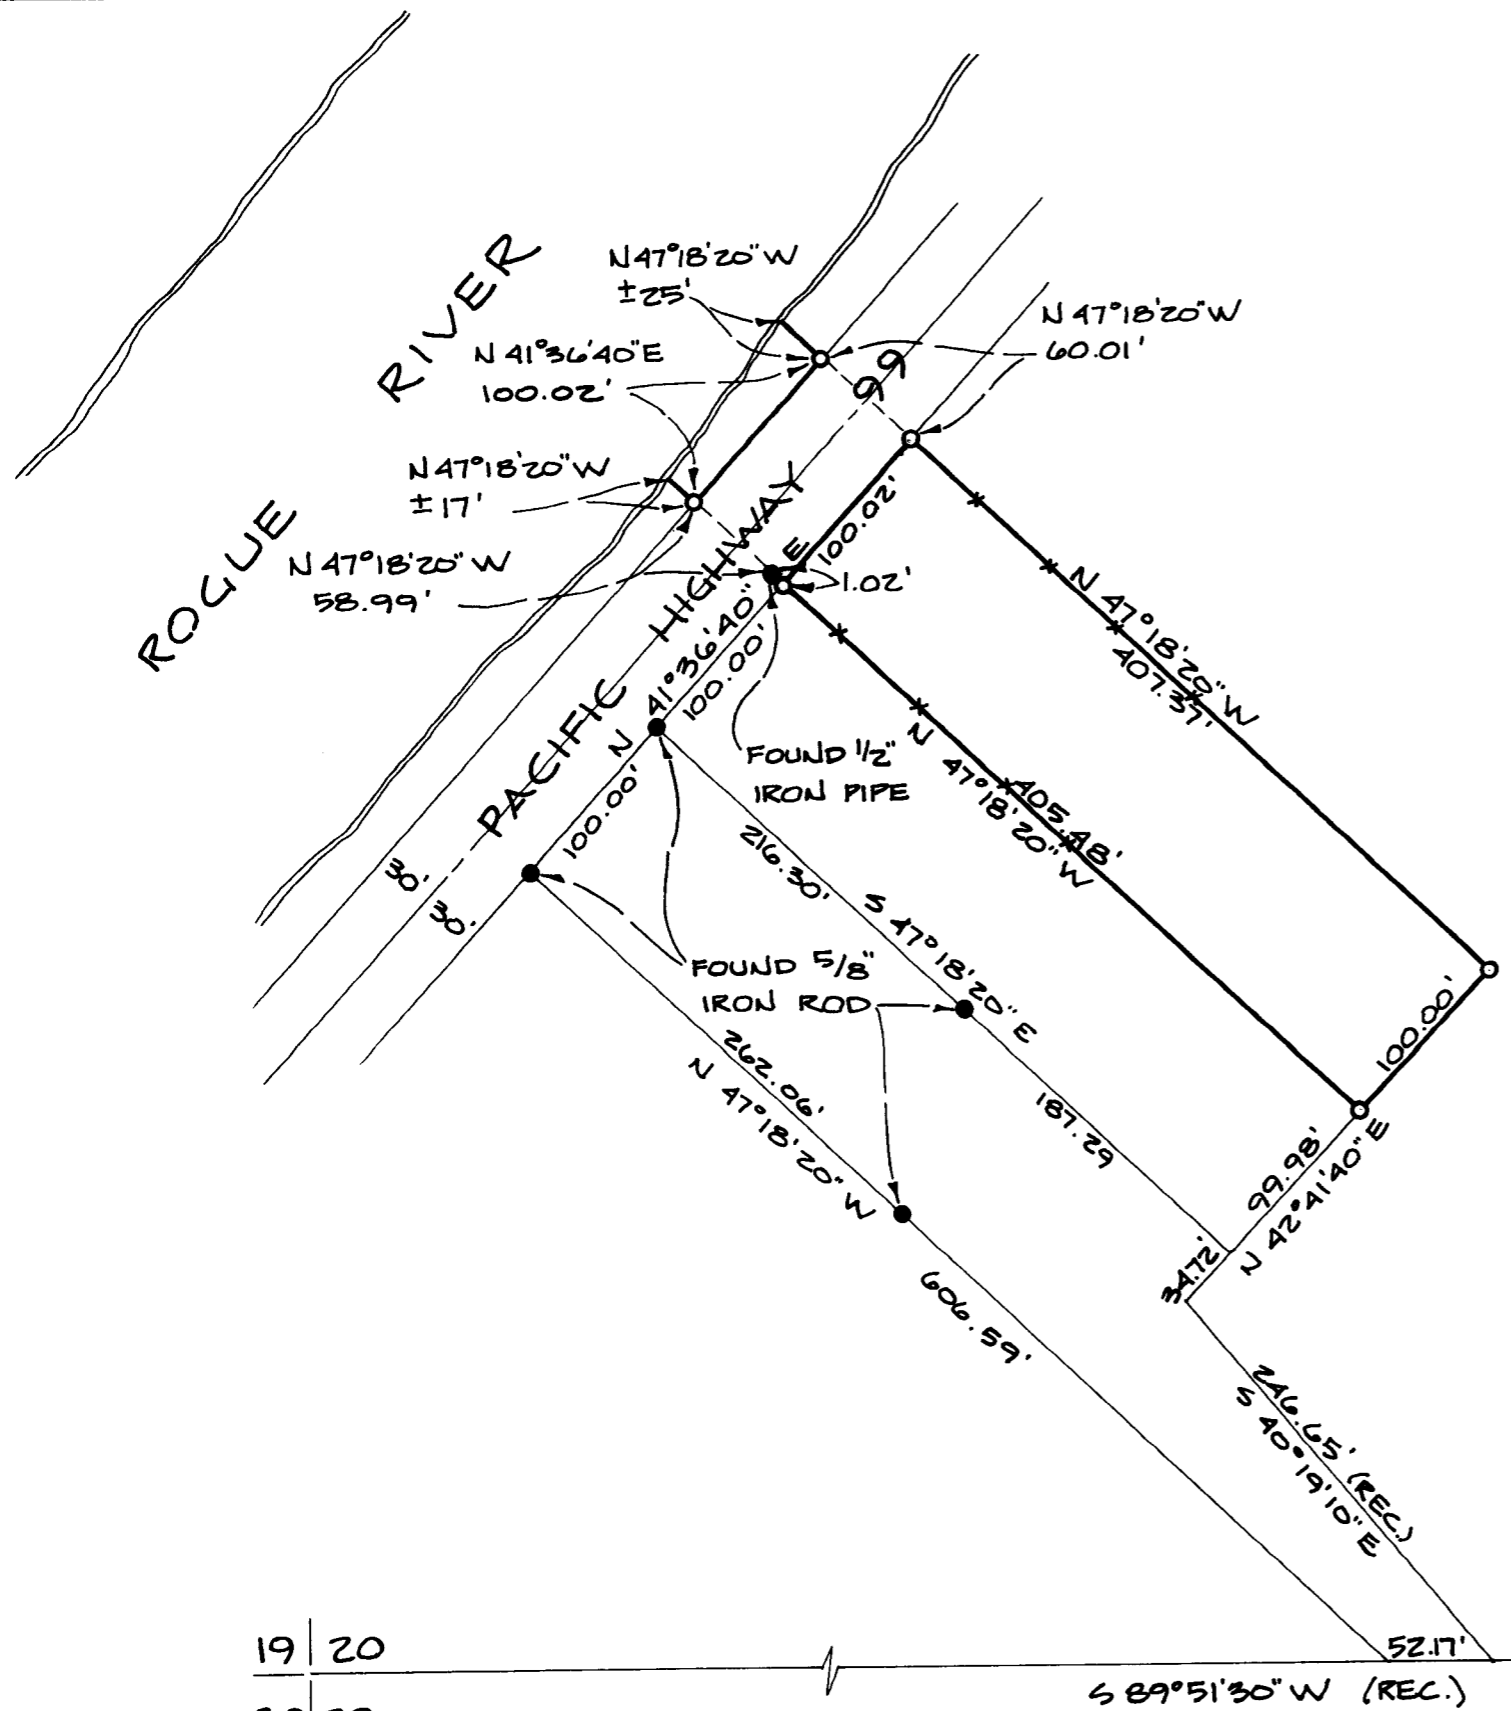 N47°18'20"W
±25'
N 47°18'20"W
60.01'
N 41°36'40"E
100.02'
RIVER
99
N47°18'20"W
±17'
100.02'
ROGUE
N 47°18'20" W
58.99'
1.02'
PACIFIC HIGHWAY
N 41°36'40" E
100.00'
N 47°18'20" W
407.37'
FOUND 1/2"
IRON PIPE
405.48'
N 47°18'20" W
100.00'
30'
30'
216.30'
S 47°18'20" E
FOUND 5/8"
IRON ROD
100.00'
262.06'
N 47°18'20" W
187.29
99.98'
N 42°41'40" E
34.72'
606.59'
246.65' (REC.)
S 40°19'10" E
19 20
52.17'
S 89°51'30" W (REC.)